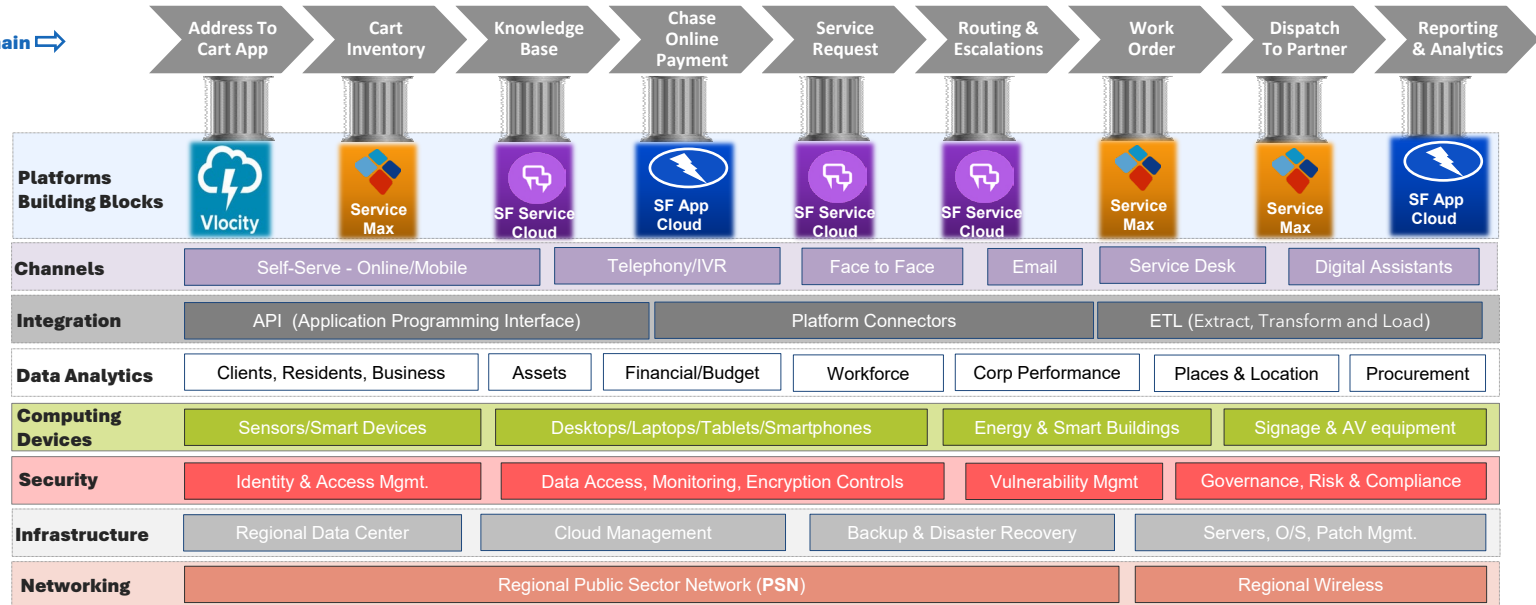 Address To
Cart App
Cart
Inventory
Knowledge
Base
Chase
Online
Payment
Service
Request
Routing &
Escalations
Work
Order
Dispatch
To Partner
Reporting
& Analytics
Platforms
Building Blocks
Vlocity
Service
Max
SF Service
Cloud
SF App
Cloud
SF Service
Cloud
SF Service
Cloud
Service
Max
Service
Max
SF App
Cloud
Channels
Self-Serve - Online/Mobile
Telephony/IVR
Face to Face
Email
Service Desk
Digital Assistants
Integration
API (Application Programming Interface)
Platform Connectors
ETL (Extract, Transform and Load)
Data Analytics
Clients, Residents, Business
Assets
Financial/Budget
Workforce
Corp Performance
Places & Location
Procurement
Computing
Devices
Sensors/Smart Devices
Desktops/Laptops/Tablets/Smartphones
Energy & Smart Buildings
Signage & AV equipment
Security
Identity & Access Mgmt.
Data Access, Monitoring, Encryption Controls
Vulnerability Mgmt
Governance, Risk & Compliance
Infrastructure
Regional Data Center
Cloud Management
Backup & Disaster Recovery
Servers, O/S, Patch Mgmt.
Networking
Regional Public Sector Network (PSN)
Regional Wireless